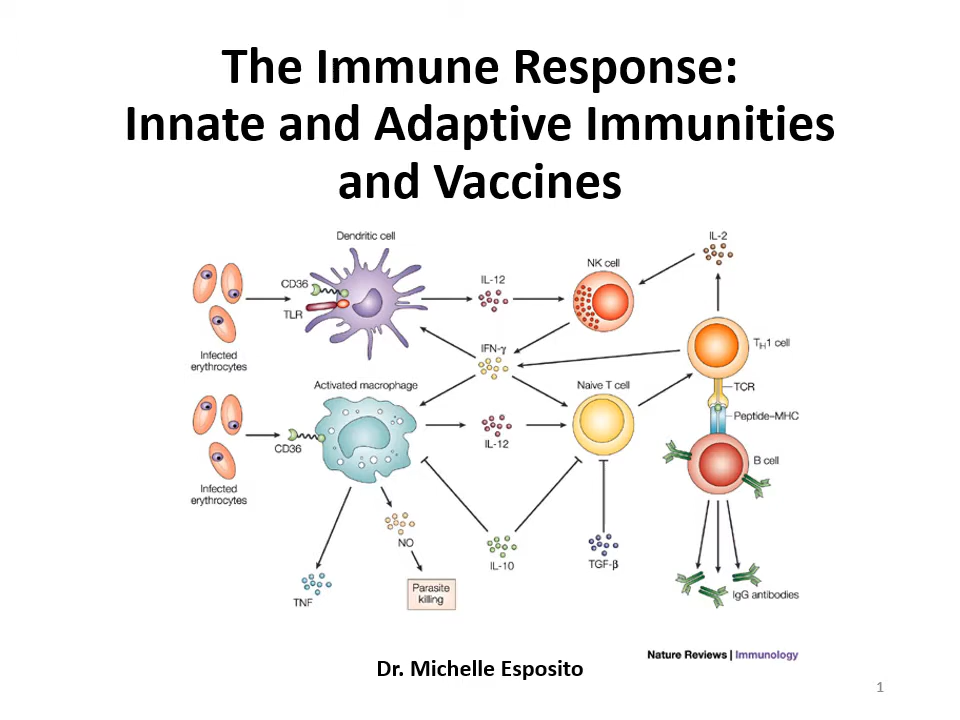 The Immune Response:
Innate and Adaptive Immunities
and Vaccines
Dendritic cell
IL-2
CD36
IL-12
NK cell
TLR
Infected
erythrocytes
IFN-γ
TH1 cell
Activated macrophage
Naive T cell
TCR
Peptide–MHC
CD36
IL-12
B cell
Infected
erythrocytes
NO
IL-10
TGF-β
TNF
Parasite
killing
IgG antibodies
Nature Reviews | Immunology
Dr. Michelle Esposito
1